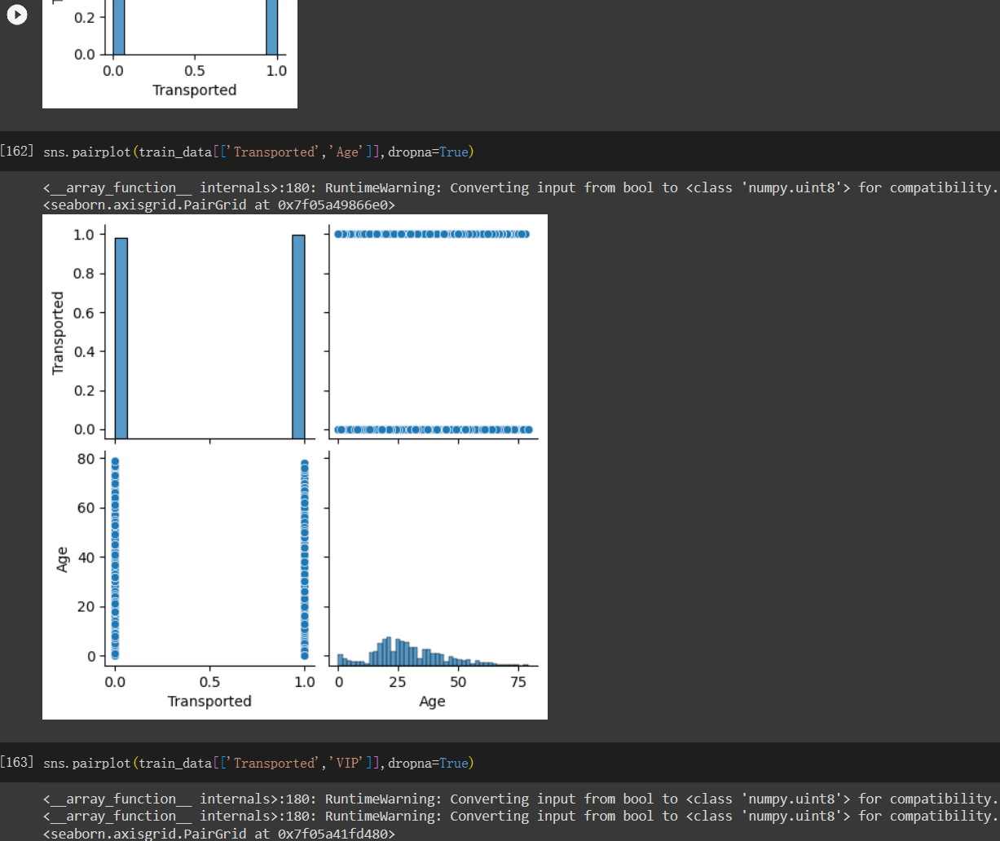 0.2
0.0
0.0 0.5 1.0
Transported
[162] sns.pairplot(train_data[['Transported','Age']],dropna=True)
<__array_function__ internals>:180: RuntimeWarning: Converting input from bool to <class 'numpy.uint8'> for compatibility.
<seaborn.axisgrid.PairGrid at 0x7f05a49866e0>
1.0
0.8
0.6
0.4
0.2
0.0
Transported
80
60
40
20
0
Age
0.0 0.5 1.0
Transported
0 25 50 75
Age
[163] sns.pairplot(train_data[['Transported','VIP']],dropna=True)
<__array_function__ internals>:180: RuntimeWarning: Converting input from bool to <class 'numpy.uint8'> for compatibility.
<__array_function__ internals>:180: RuntimeWarning: Converting input from bool to <class 'numpy.uint8'> for compatibility.
<seaborn.axisgrid.PairGrid at 0x7f05a41fd480>